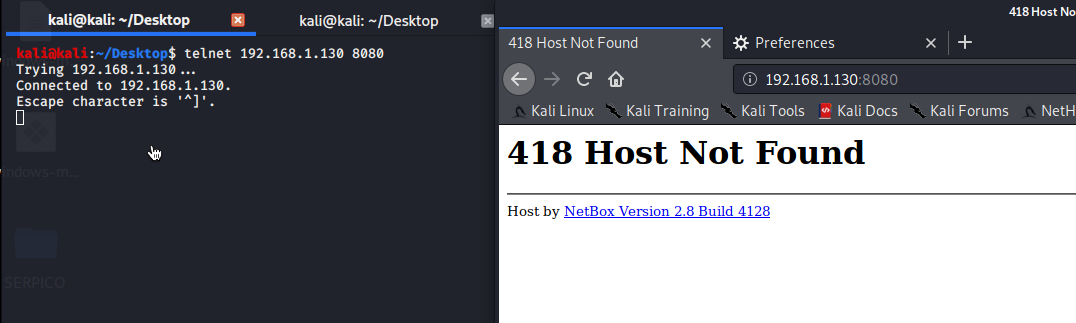 kali@kali: ~/Desktop
kali@kali: ~/Desktop
kali@kali:~/Desktop$ telnet 192.168.1.130 8080
Trying 192.168.1.130...
Connected to 192.168.1.130.
Escape character is '^]'.
indows-m...
SERPICO
418 Host Not Fo
418 Host Not Found
Preferences
192.168.1.130:8080
Kali Linux Kali Training Kali Tools Kali Docs Kali Forums NetH
418 Host Not Found
Host by NetBox Version 2.8 Build 4128